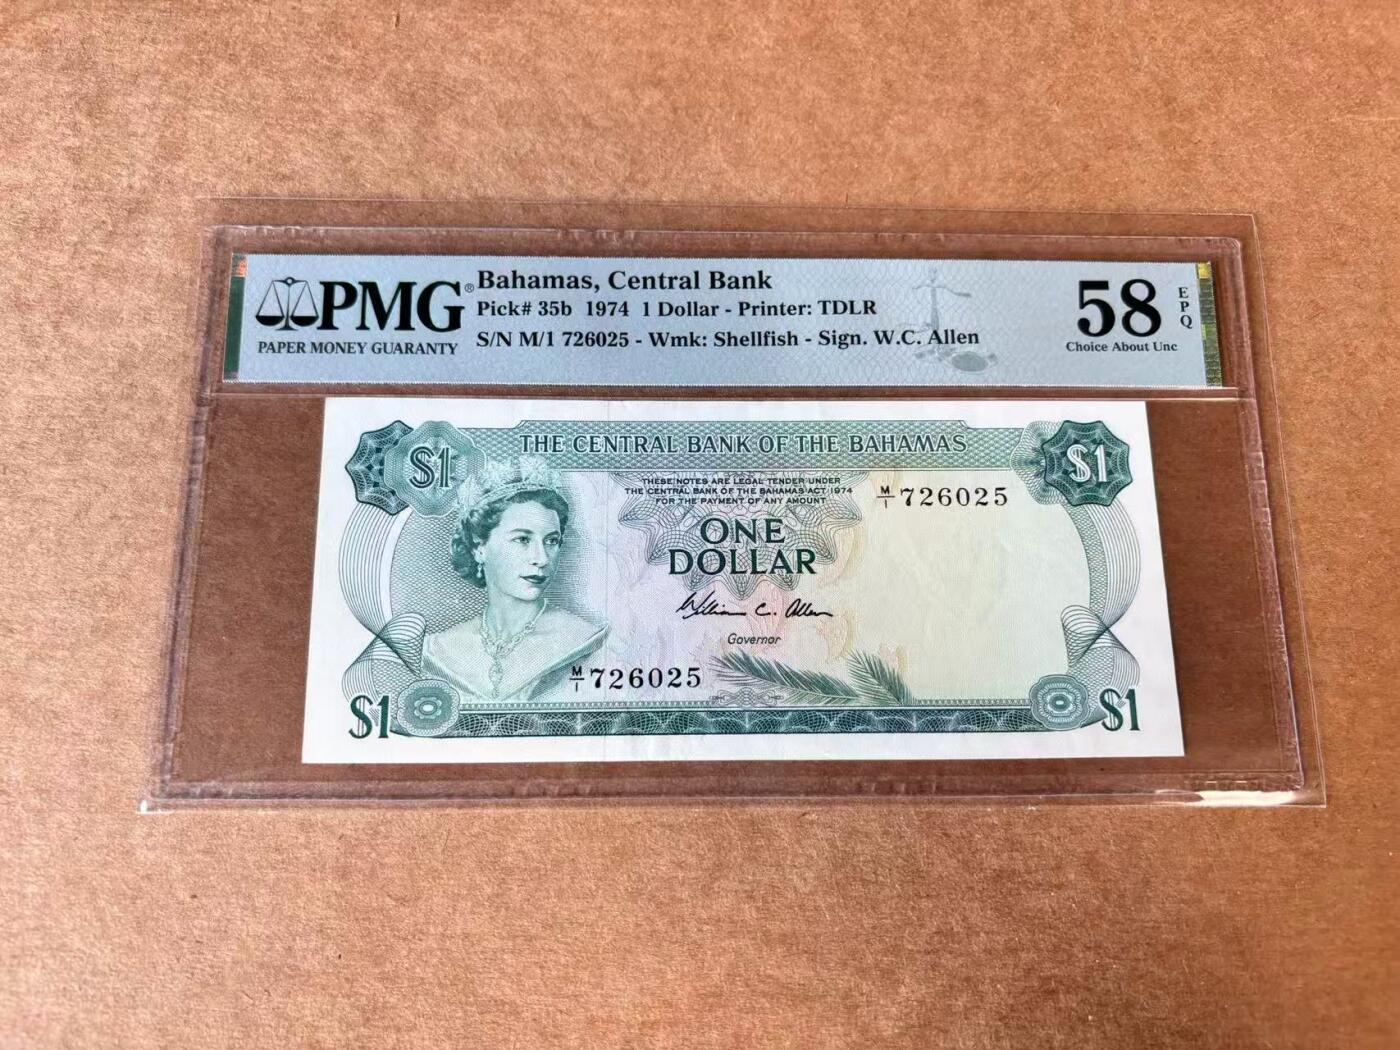 PMG®
PAPER MONEY GUARANTY
Bahamas, Central Bank
Pick# 35b 1974 1 Dollar - Printer: TDLR
S/N M/1 726025 - Wmk: Shellfish - Sign. W.C. Allen
58
EPQ
Choice About Unc
$1
THE CENTRAL BANK OF THE BAHAMAS
$1
THESE NOTES ARE LEGAL TENDER UNDER
THE CENTRAL BANK OF THE BAHAMAS ACT 1974
FOR THE PAYMENT OF ANY AMOUNT
M/1 726025
ONE
DOLLAR
William C. Allen
Governor
M/1 726025
$1
$1